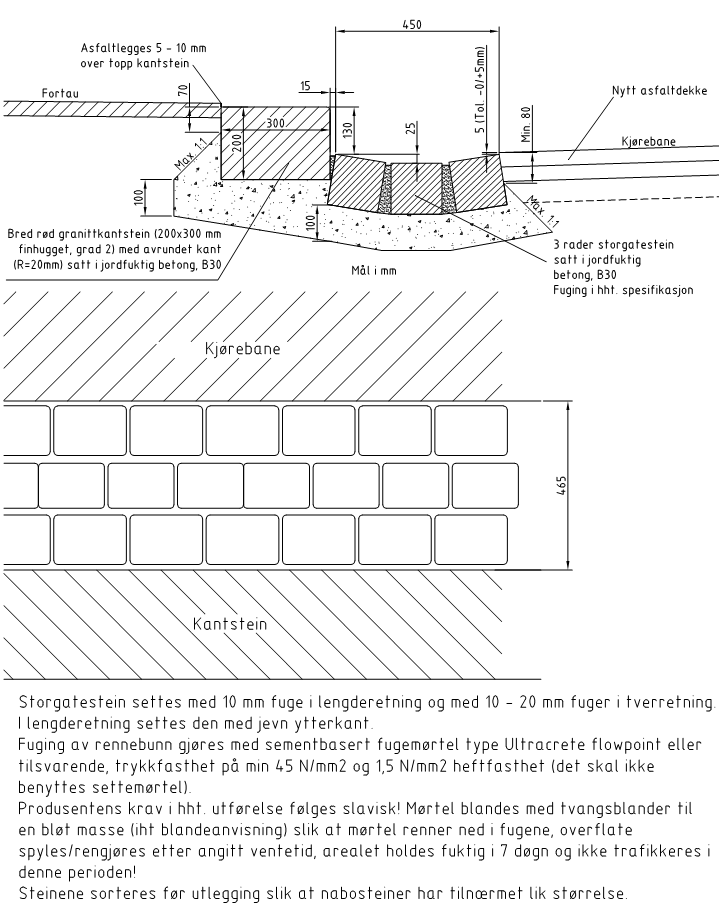 450
Asfaltlegges 5 - 10 mm
over topp kantstein
5 (Tol. -0/+5mm)
15
70
Fortau
Nytt asfaltdekke
Min. 80
300
200
130
25
Kjørebane
Max. 1:1
100
100
Max. 1:1
Bred rød granittkantstein (200x300 mm
finhugget, grad 2) med avrundet kant
(R=20mm) satt i jordfuktig betong, B30
3 rader storgatestein
satt i jordfuktig
betong, B30
Fuging i hht. spesifikasjon
Mål i mm
Kjørebane
465
Kantstein
Storgatestein settes med 10 mm fuge i lengderetning og med 10 - 20 mm fuger i tverretning.
I lengderetning settes den med jevn ytterkant.
Fuging av rennebunn gjøres med sementbasert fugemørtel type Ultracrete flowpoint eller
tilsvarende, trykkfasthet på min 45 N/mm2 og 1,5 N/mm2 heftfasthet (det skal ikke
benyttes settemørtel).
Produsentens krav i hht. utførelse følges slavisk! Mørtel blandes med tvangsblander til
en bløt masse (iht blandeanvisning) slik at mørtel renner ned i fugene, overflate
spyles/rengjøres etter angitt ventetid, arealet holdes fuktig i 7 døgn og ikke trafikkeres i
denne perioden!
Steinene sorteres før utlegging slik at nabosteiner har tilnærmet lik størrelse.